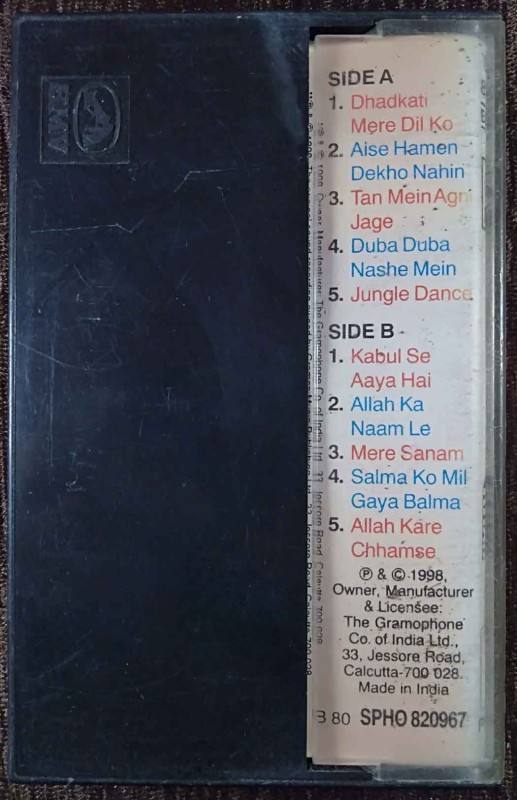 HMV
SIDE A
1. Dhadkati
Mere Dil Ko
2. Aise Hamen
Dekho Nahin
3. Tan Mein Agni
Jage
4. Duba Duba
Nashe Mein
5. Jungle Dance
SIDE B
1. Kabul Se
Aaya Hai
2. Allah Ka
Naam Le
3. Mere Sanam
4. Salma Ko Mil
Gaya Balma
5. Allah Kare
Chhamse
℗ & © 1998,
Owner, Manufacturer
& Licensee:
The Gramophone
Co. of India Ltd.,
33, Jessore Road,
Calcutta-700 028.
Made in India
B 80 SPHO 820967